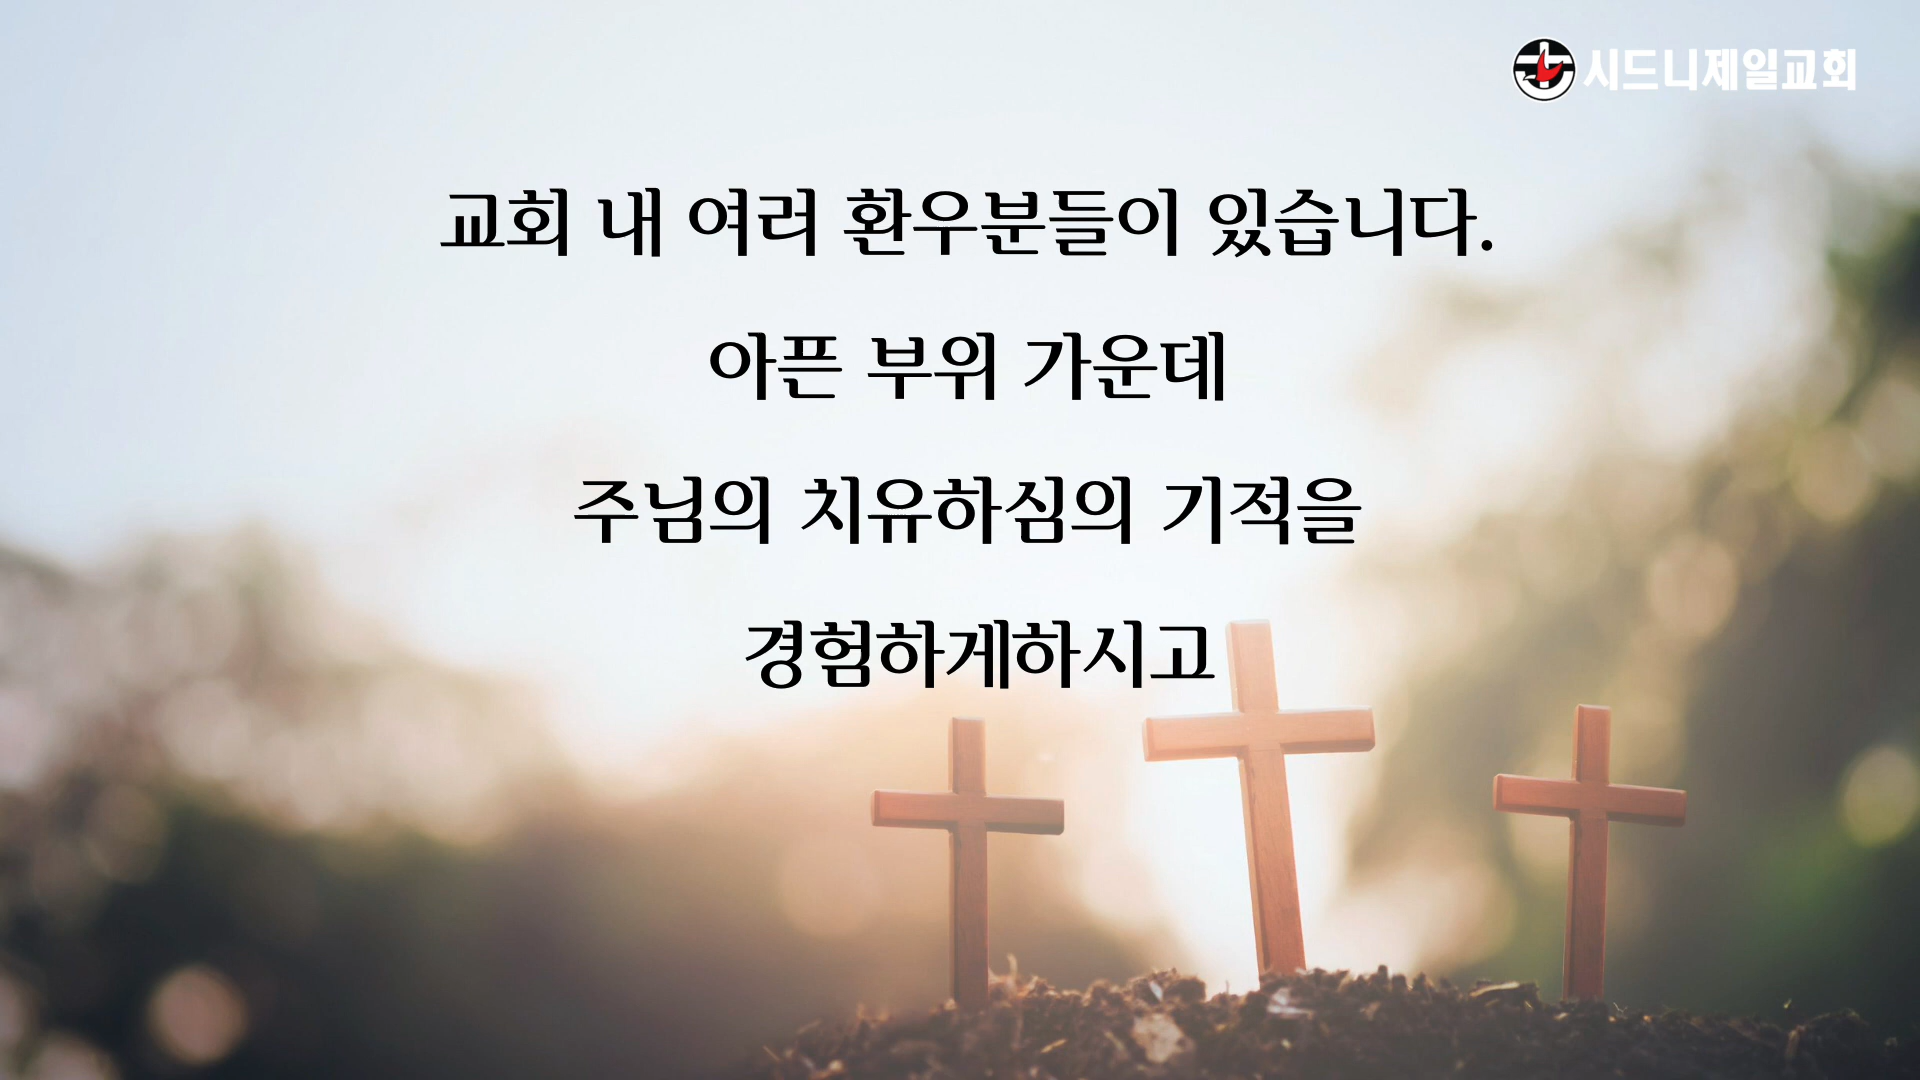 시드니제일교회
교회 내 여러 환우분들이 있습니다.
아픈 부위 가운데
주님의 치유하심의 기적을
경험하게하시고